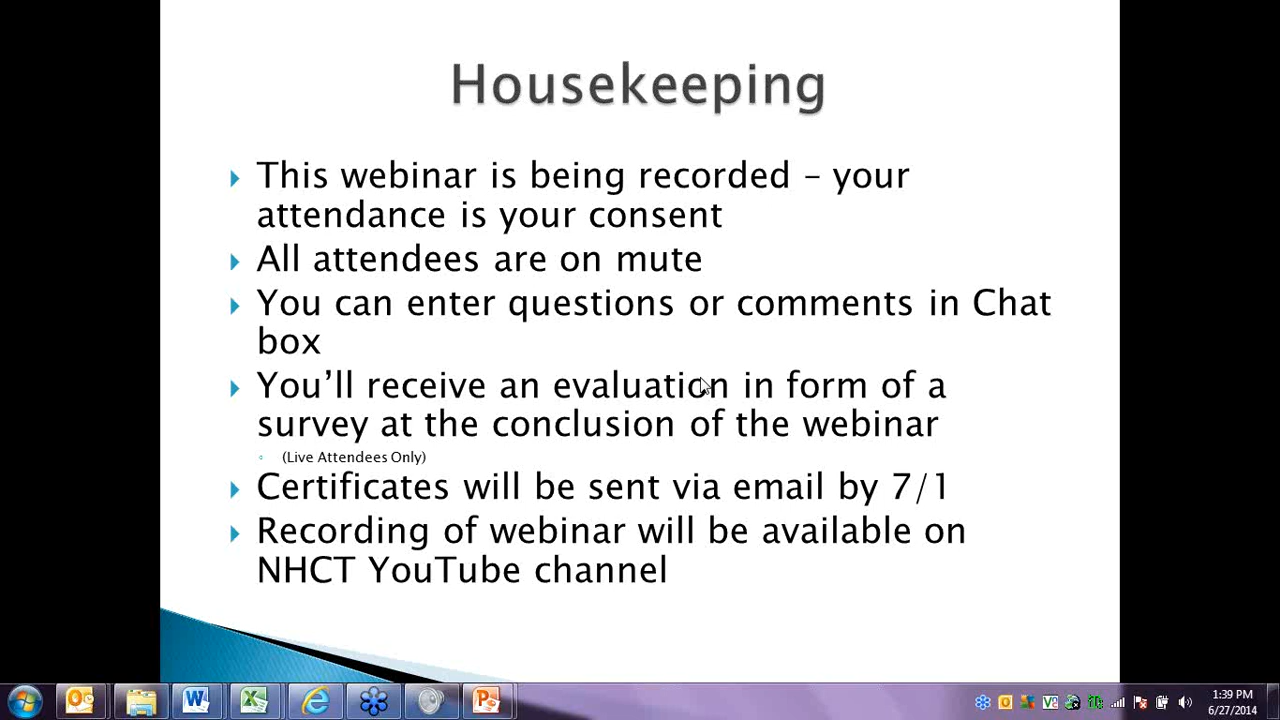 Housekeeping
This webinar is being recorded – your
attendance is your consent
All attendees are on mute
You can enter questions or comments in Chat
box
You’ll receive an evaluation in form of a
survey at the conclusion of the webinar
(Live Attendees Only)
Certificates will be sent via email by 7/1
Recording of webinar will be available on
NHCT YouTube channel
1:39 PM
6/27/2014